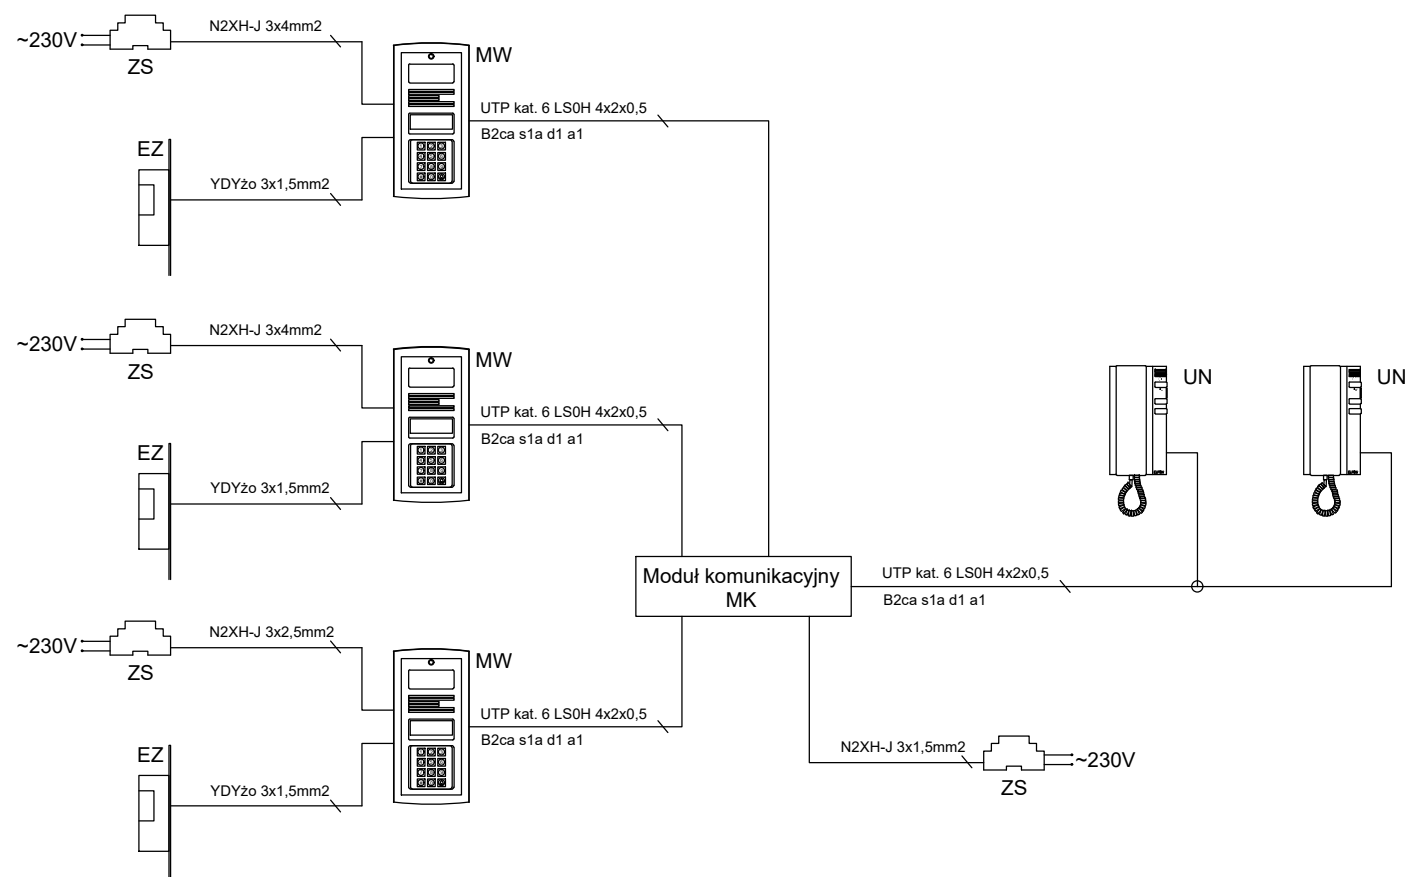 ~230V
N2XH-J 3x4mm2
ZS
MW
EZ
YDYżo 3x1,5mm2
UTP kat. 6 LS0H 4x2x0,5
B2ca s1a d1 a1
~230V
N2XH-J 3x4mm2
ZS
MW
EZ
YDYżo 3x1,5mm2
UTP kat. 6 LS0H 4x2x0,5
B2ca s1a d1 a1
UN
UN
Moduł komunikacyjny
MK
UTP kat. 6 LS0H 4x2x0,5
B2ca s1a d1 a1
~230V
N2XH-J 3x2,5mm2
ZS
MW
EZ
YDYżo 3x1,5mm2
UTP kat. 6 LS0H 4x2x0,5
B2ca s1a d1 a1
N2XH-J 3x1,5mm2
~230V
ZS